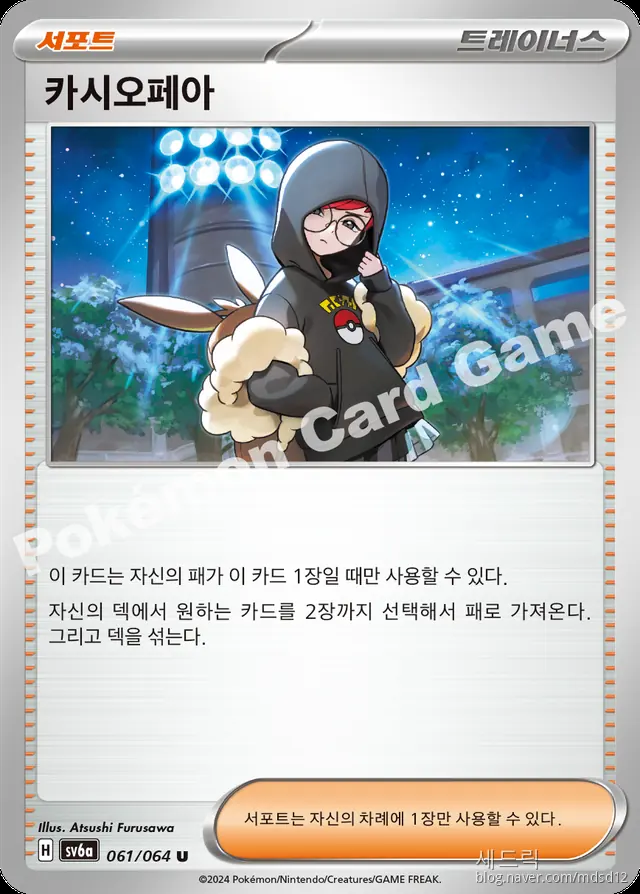 서포트
트레이너스
카시오페아
Pokémon Card Game
이 카드는 자신의 패가 이 카드 1장일 때만 사용할 수 있다.
자신의 덱에서 원하는 카드를 2장까지 선택해서 패로 가져온다.
그리고 덱을 섞는다.
서포트는 자신의 차례에 1장만 사용할 수 있다.
Illus. Atsushi Furusawa
H sv6a 061/064 U
©2024 Pokémon/Nintendo/Creatures/GAME FREAK.
세드릭
blog.naver.com/mdsd12